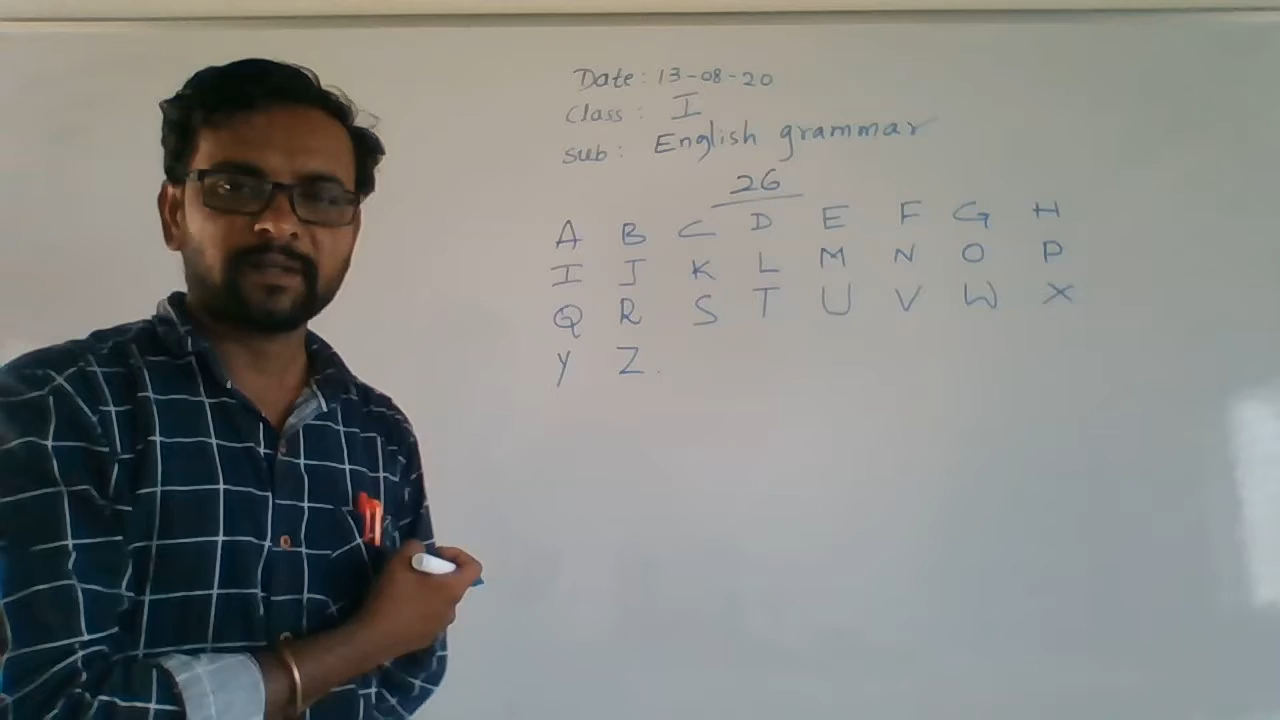 Date: 13-08-20
Class: I
Sub: English grammar
26
A B C D E F G H
I J K L M N O P
Q R S T U V W X
Y Z.